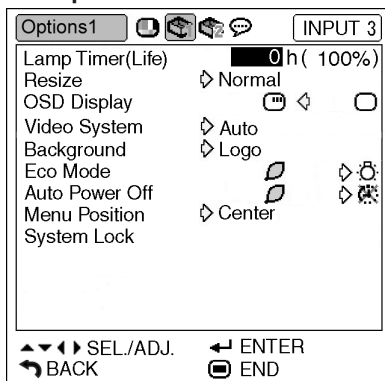 Options1 INPUT 3
Lamp Timer(Life) 0 h ( 100%)
Resize Normal
OSD Display
Video System Auto
Background Logo
Eco Mode
Auto Power Off
Menu Position Center
System Lock
SEL./ADJ. ENTER
BACK END